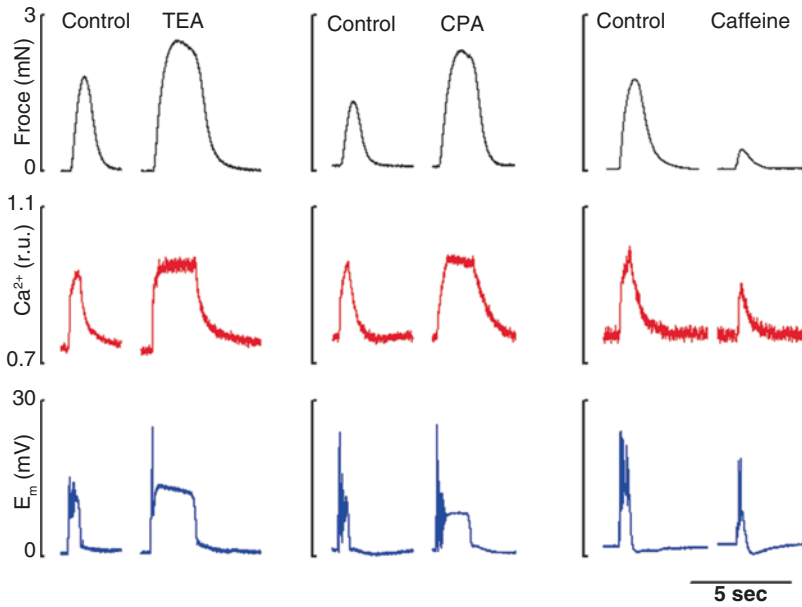 3
Control TEA
Control CPA
Control Caffeine
Froce (mN)
0
1.1
Ca²⁺ (r.u.)
0.7
30
Eₘ (mV)
0
5 sec